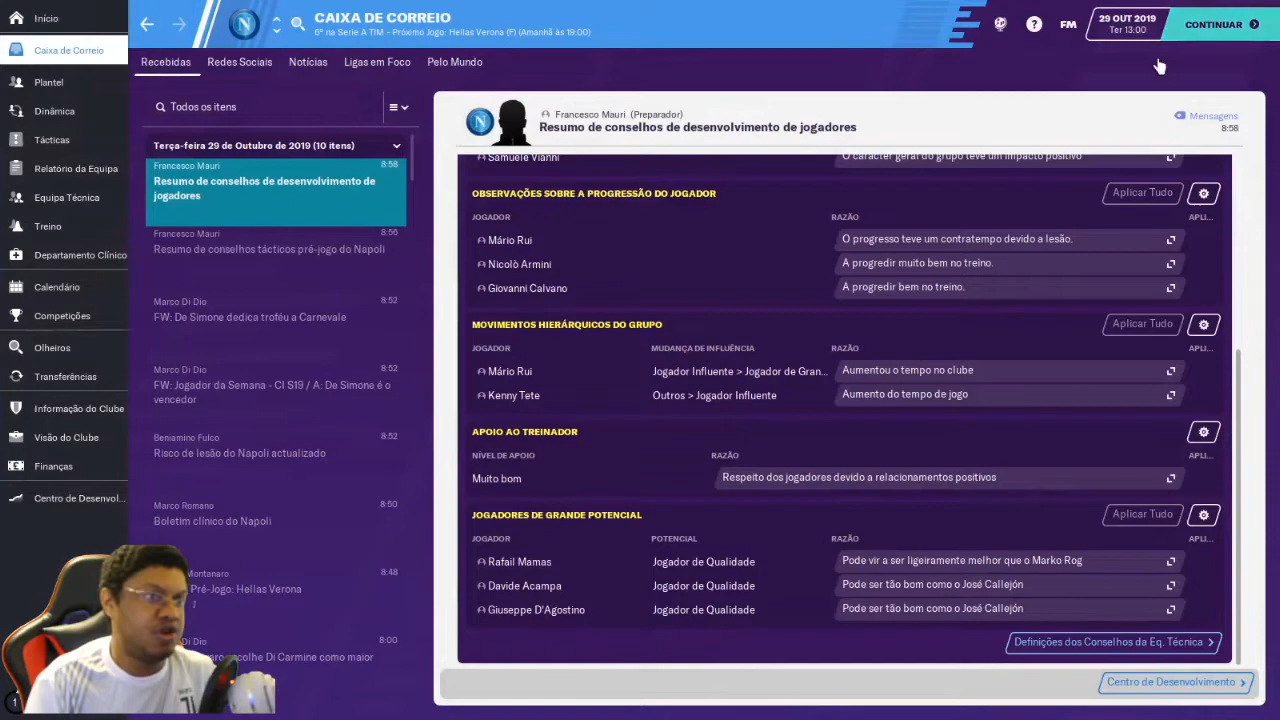 CAIXA DE CORREIO
6º na Serie A TIM - Próximo Jogo: Hellas Verona (F) (Amanhã às 19:00)
FM
29 OUT 2019
Ter 13:00
CONTINUAR
Início
Caixa de Correio
Plantel
Dinâmica
Tácticas
Relatório da Equipa
Equipa Técnica
Treino
Departamento Clínico
Calendário
Competições
Olheiros
Transferências
Informação do Clube
Visão do Clube
Finanças
Centro de Desenvol...
1
Recebidas
Redes Sociais
Notícias
Ligas em Foco
Pelo Mundo
Todos os itens
Terça-feira 29 de Outubro de 2019 (10 itens)
Francesco Mauri 8:58
Resumo de conselhos de desenvolvimento de
jogadores
Francesco Mauri 8:56
Resumo de conselhos tácticos pré-jogo do Napoli
Marco Di Dio 8:52
FW: De Simone dedica troféu a Carnevale
Marco Di Dio 8:52
FW: Jogador da Semana - CI S19 / A: De Simone é o
vencedor
Beniamino Fulco 8:52
Risco de lesão do Napoli actualizado
Marco Romano 8:50
Boletim clínico do Napoli
Montanaro 8:48
Pré-Jogo: Hellas Verona
Di Dio 8:00
escolhe Di Carmine como maior
Francesco Mauri (Preparador)
Resumo de conselhos de desenvolvimento de jogadores
Mensagens
8:58
Samuele Vianni O carácter geral do grupo teve um impacto positivo
OBSERVAÇÕES SOBRE A PROGRESSÃO DO JOGADOR Aplicar Tudo
JOGADOR RAZÃO APLI...
Mário Rui O progresso teve um contratempo devido a lesão.
Nicolò Armini A progredir muito bem no treino.
Giovanni Calvano A progredir bem no treino.
MOVIMENTOS HIERÁRQUICOS DO GRUPO Aplicar Tudo
JOGADOR MUDANÇA DE INFLUÊNCIA RAZÃO APLI...
Mário Rui Jogador Influente > Jogador de Gran... Aumentou o tempo no clube
Kenny Tete Outros > Jogador Influente Aumento do tempo de jogo
APOIO AO TREINADOR
NÍVEL DE APOIO RAZÃO APLI...
Muito bom Respeito dos jogadores devido a relacionamentos positivos
JOGADORES DE GRANDE POTENCIAL Aplicar Tudo
JOGADOR POTENCIAL RAZÃO APLI...
Rafail Mamas Jogador de Qualidade Pode vir a ser ligeiramente melhor que o Marko Rog
Davide Acampa Jogador de Qualidade Pode ser tão bom como o José Callejón
Giuseppe D'Agostino Jogador de Qualidade Pode ser tão bom como o José Callejón
Definições dos Conselhos da Eq. Técnica
Centro de Desenvolvimento